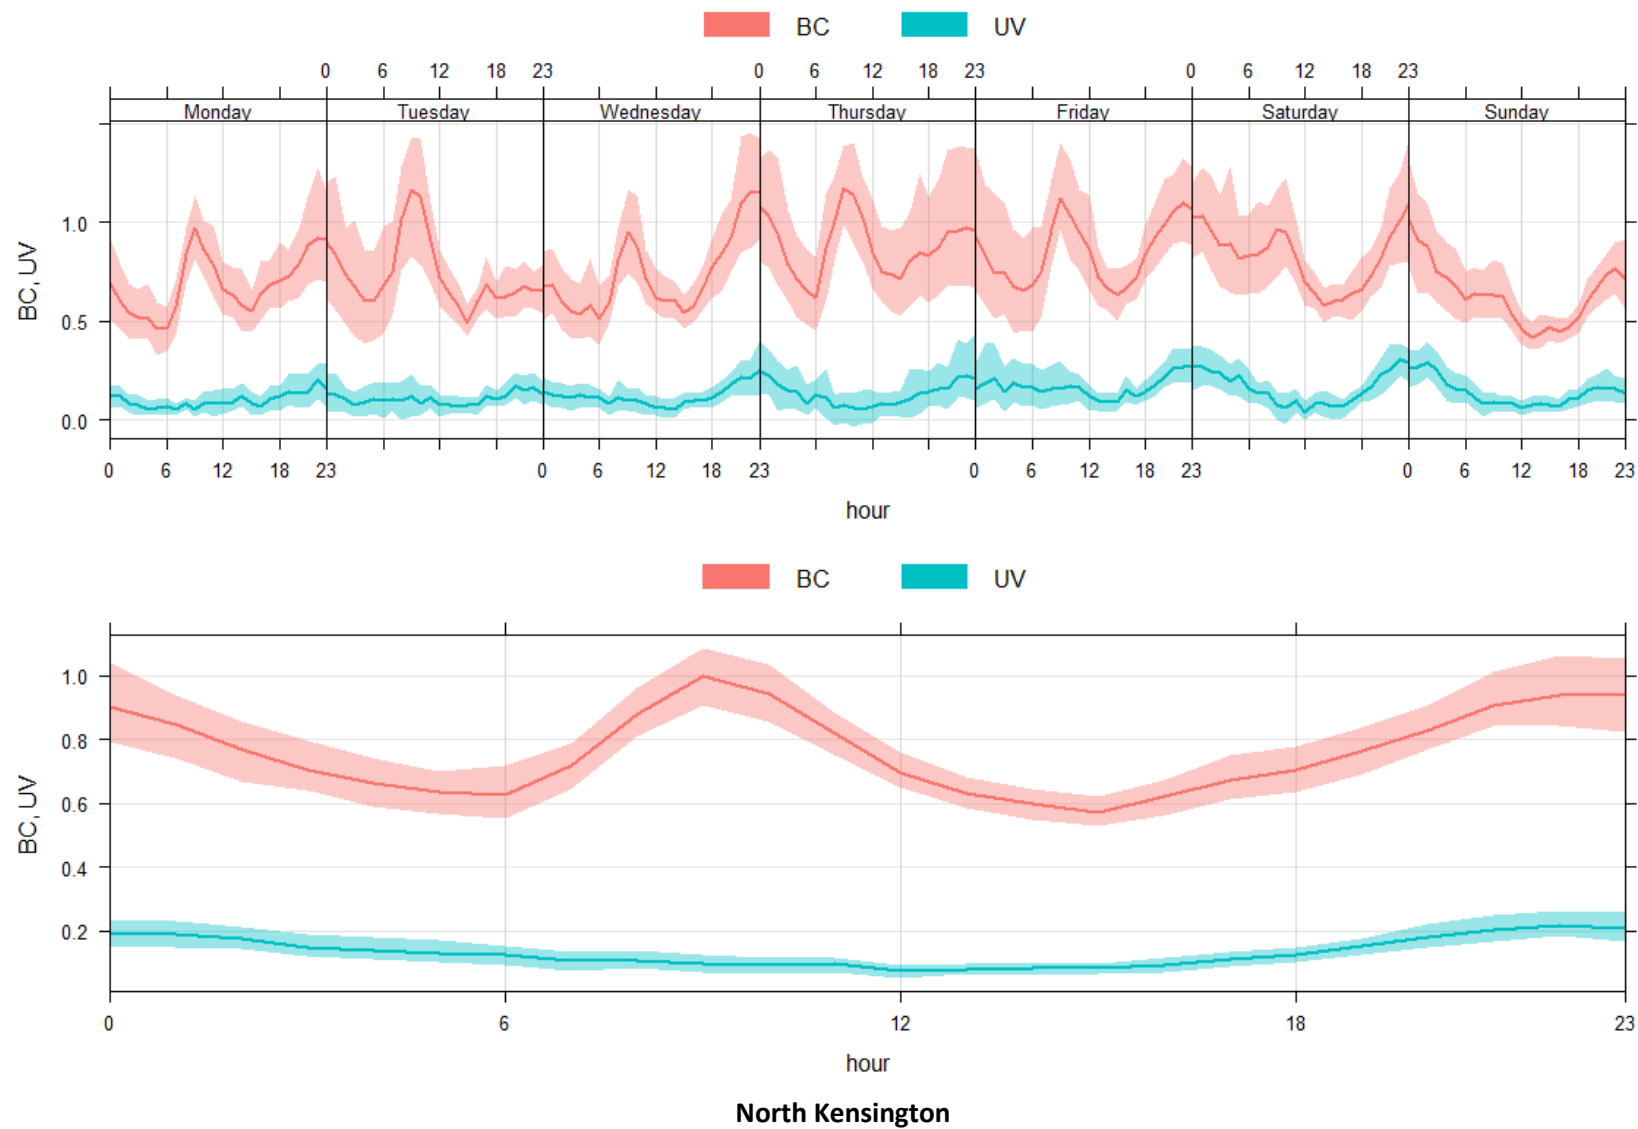 BC UV
0 6 12 18 23 0 6 12 18 23 0 6 12 18 23
Monday Tuesday Wednesday Thursday Friday Saturday Sunday
1.0
0.5
0.0
BC, UV
0 6 12 18 23 0 6 12 18 23 0 6 12 18 23 0 6 12 18 23
hour
BC UV
1.0
0.8
0.6
0.4
0.2
BC, UV
0 6 12 18 23
hour
North Kensington